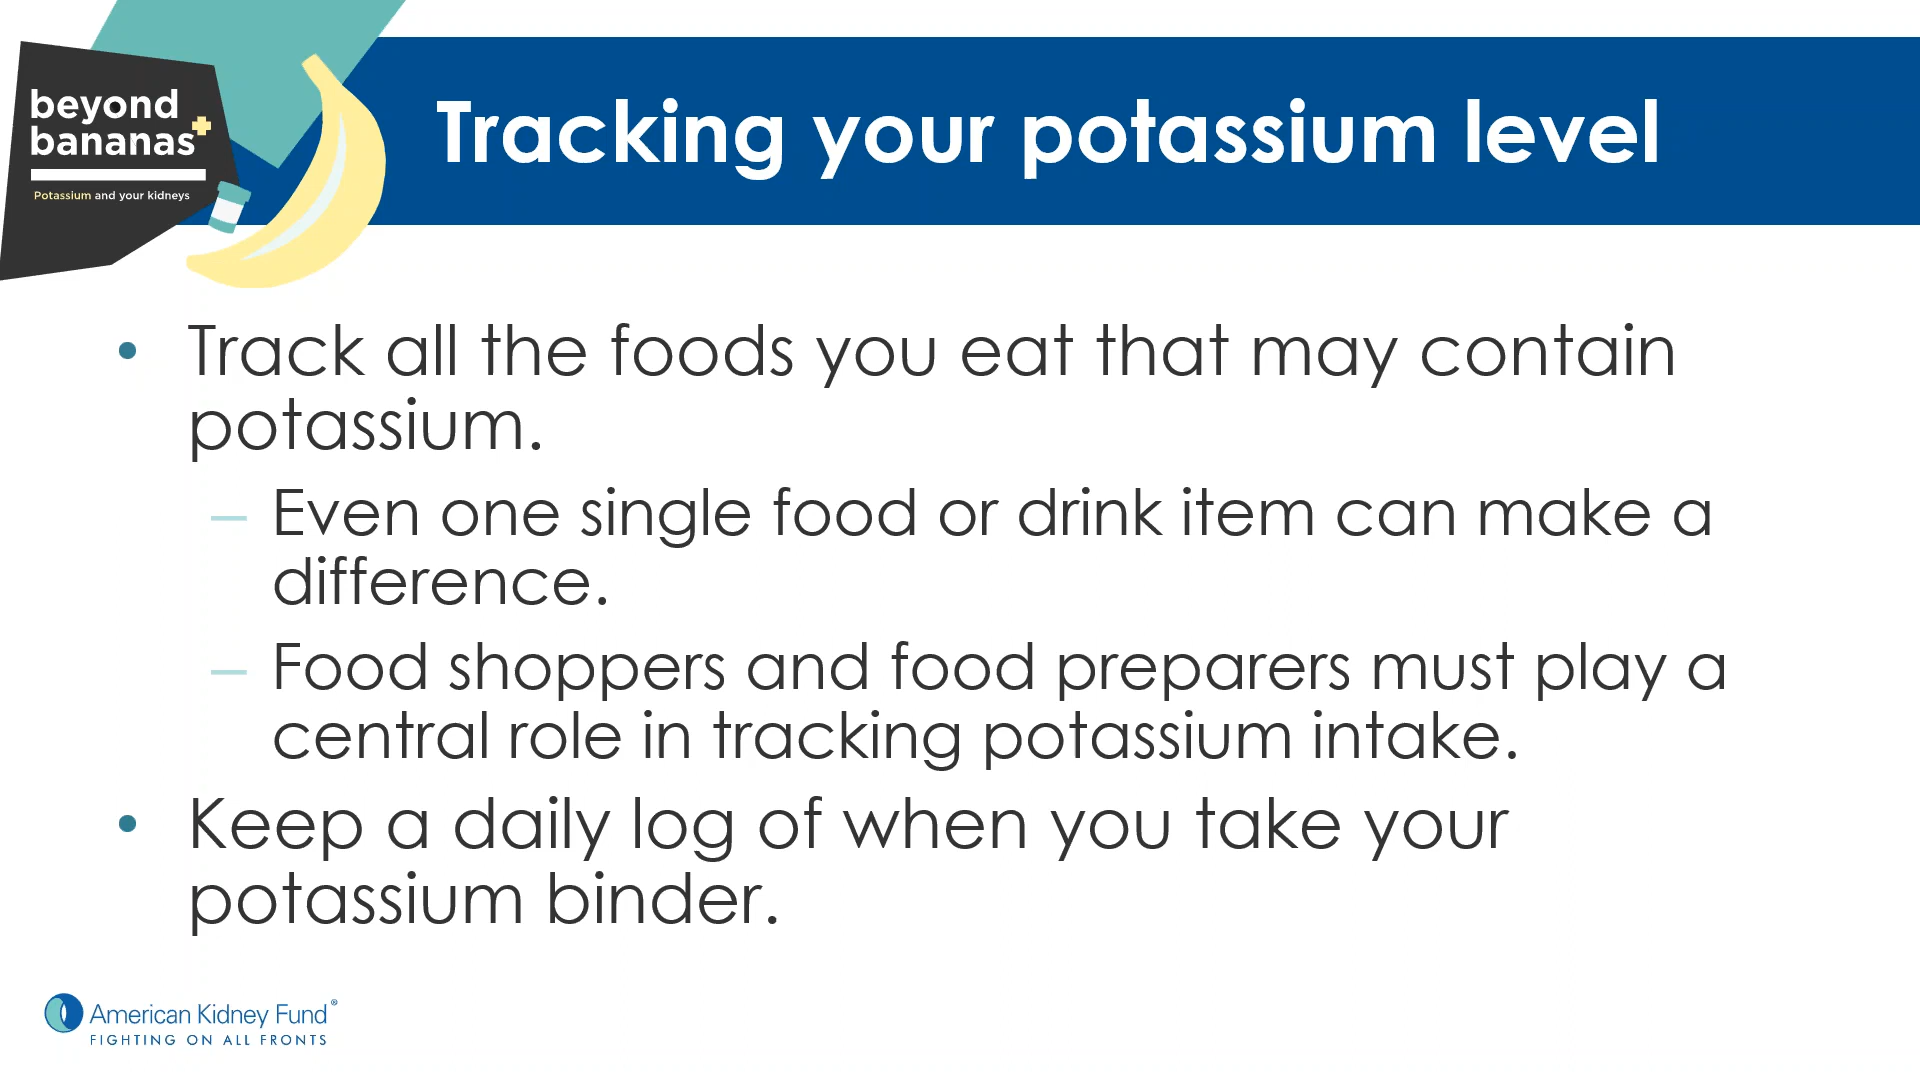 beyond
bananas+
Potassium and your kidneys
Tracking your potassium level
• Track all the foods you eat that may contain
potassium.
– Even one single food or drink item can make a
difference.
– Food shoppers and food preparers must play a
central role in tracking potassium intake.
• Keep a daily log of when you take your
potassium binder.
American Kidney Fund®
FIGHTING ON ALL FRONTS